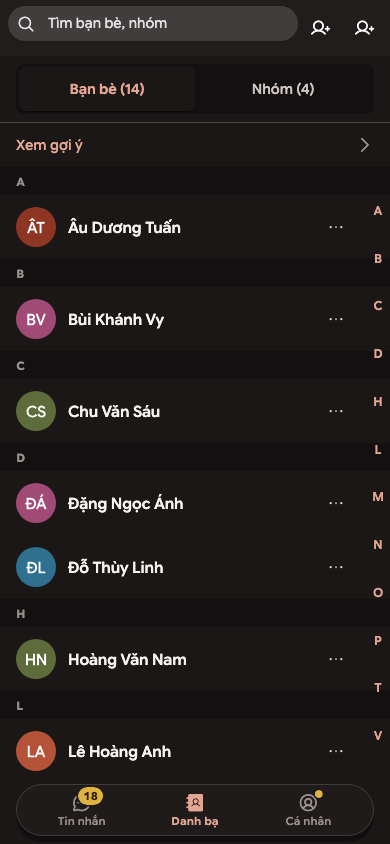 Tìm bạn bè, nhóm
Bạn bè (14)
Nhóm (4)
Xem gợi ý
A
ÂT
Âu Dương Tuấn
B
BV
Bùi Khánh Vy
C
CS
Chu Văn Sáu
D
ĐÁ
Đặng Ngọc Ánh
ĐL
Đỗ Thùy Linh
H
HN
Hoàng Văn Nam
L
LA
Lê Hoàng Anh
A
B
C
D
H
L
M
N
O
P
T
V
18
Tin nhắn
Danh bạ
Cá nhân